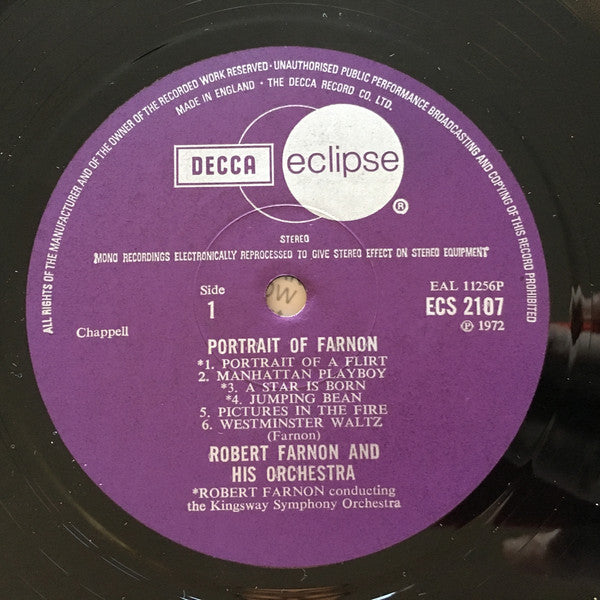 ALL RIGHTS OF THE MANUFACTURER AND OF THE OWNER OF THE RECORDED WORK RESERVED · UNAUTHORISED PUBLIC PERFORMANCE BROADCASTING AND COPYING OF THIS RECORD PROHIBITED
MADE IN ENGLAND · THE DECCA RECORD CO. LTD.
DECCA eclipse
®
STEREO
MONO RECORDINGS ELECTRONICALLY REPROCESSED TO GIVE STEREO EFFECT ON STEREO EQUIPMENT
Side
1
EAL 11256P
ECS 2107
℗ 1972
Chappell
PORTRAIT OF FARNON
*1. PORTRAIT OF A FLIRT
2. MANHATTAN PLAYBOY
*3. A STAR IS BORN
*4. JUMPING BEAN
5. PICTURES IN THE FIRE
6. WESTMINSTER WALTZ
(Farnon)
ROBERT FARNON AND
HIS ORCHESTRA
*ROBERT FARNON conducting
the Kingsway Symphony Orchestra